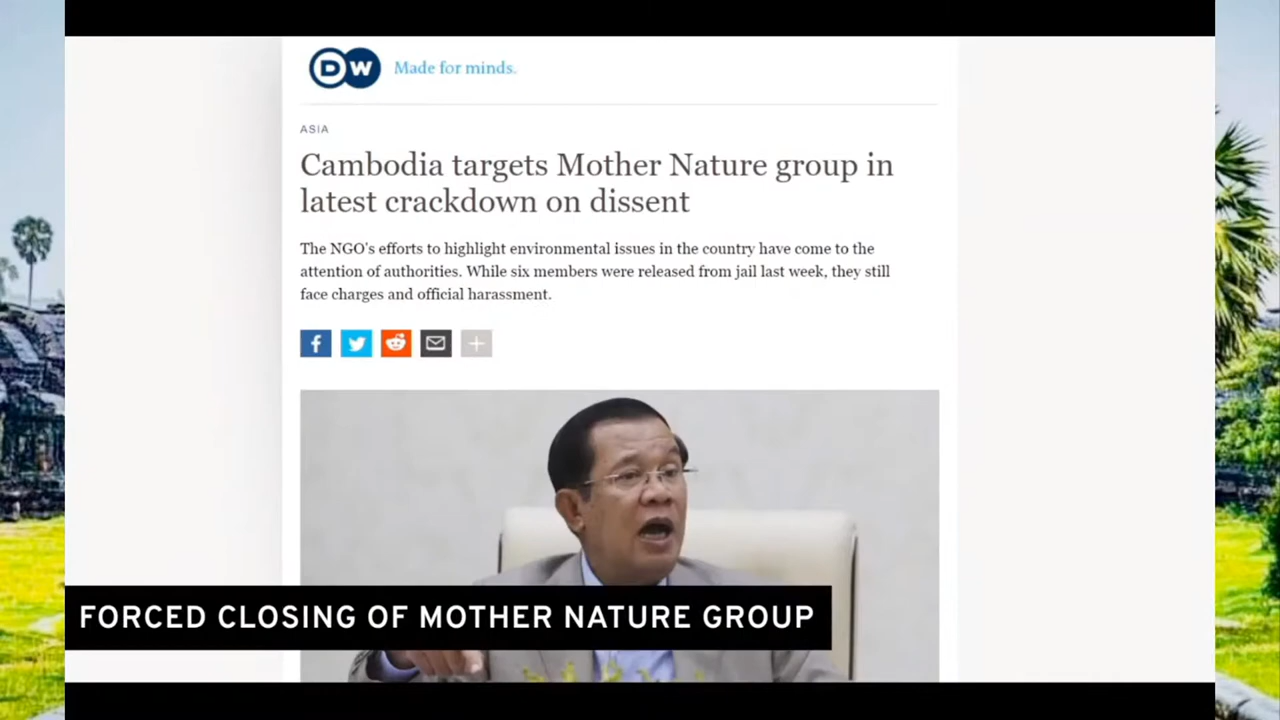 DW Made for minds.
ASIA
Cambodia targets Mother Nature group in
latest crackdown on dissent
The NGO's efforts to highlight environmental issues in the country have come to the
attention of authorities. While six members were released from jail last week, they still
face charges and official harassment.
FORCED CLOSING OF MOTHER NATURE GROUP